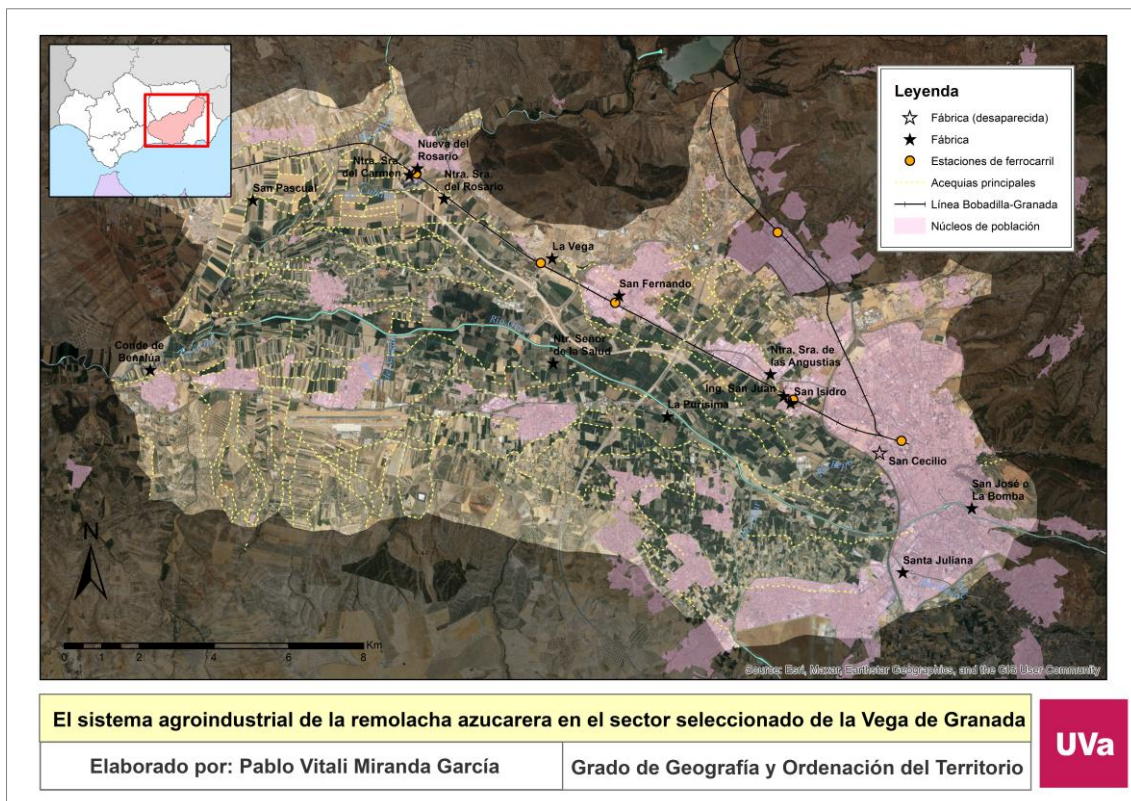 Leyenda
Fábrica (desaparecida)
Fábrica
Estaciones de ferrocarril
Acequias principales
Línea Bobadilla-Granada
Núcleos de población
Nueva del
Rosario
Ntra. Sra.
del Carmen
Ntra. Sra.
del Rosario
San Pascual
La Vega
San Fernando
Conde de
Benalúa
Ntr. Señor
de la Salud
Ntra. Sra. de
las Angustias
Ing. San Juan
San Isidro
La Purísima
San Cecilio
San José o
La Bomba
Santa Juliana
N
Km
0 2 4 6 8
Source: Esri, Maxar, Earthstar Geographics, and the GIS User Community
El sistema agroindustrial de la remolacha azucarera en el sector seleccionado de la Vega de Granada
Elaborado por: Pablo Vitali Miranda García
Grado de Geografía y Ordenación del Territorio
UVa